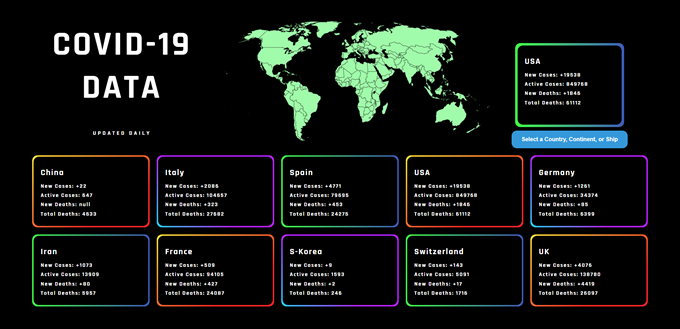 COVID-19
DATA
UPDATED DAILY
USA
New Cases: +19538
Active Cases: 849768
New Deaths: +1846
Total Deaths: 61112
Select a Country, Continent, or Ship
China
New Cases: +22
Active Cases: 647
New Deaths: null
Total Deaths: 4633
Italy
New Cases: +2086
Active Cases: 104657
New Deaths: +323
Total Deaths: 27682
Spain
New Cases: +4771
Active Cases: 79695
New Deaths: +453
Total Deaths: 24275
USA
New Cases: +19538
Active Cases: 849768
New Deaths: +1846
Total Deaths: 61112
Germany
New Cases: +1261
Active Cases: 34374
New Deaths: +85
Total Deaths: 6399
Iran
New Cases: +1073
Active Cases: 13909
New Deaths: +80
Total Deaths: 5957
France
New Cases: +509
Active Cases: 94105
New Deaths: +427
Total Deaths: 24087
S-Korea
New Cases: +9
Active Cases: 1593
New Deaths: +2
Total Deaths: 246
Switzerland
New Cases: +143
Active Cases: 5091
New Deaths: +17
Total Deaths: 1716
UK
New Cases: +4076
Active Cases: 138780
New Deaths: +4419
Total Deaths: 26097